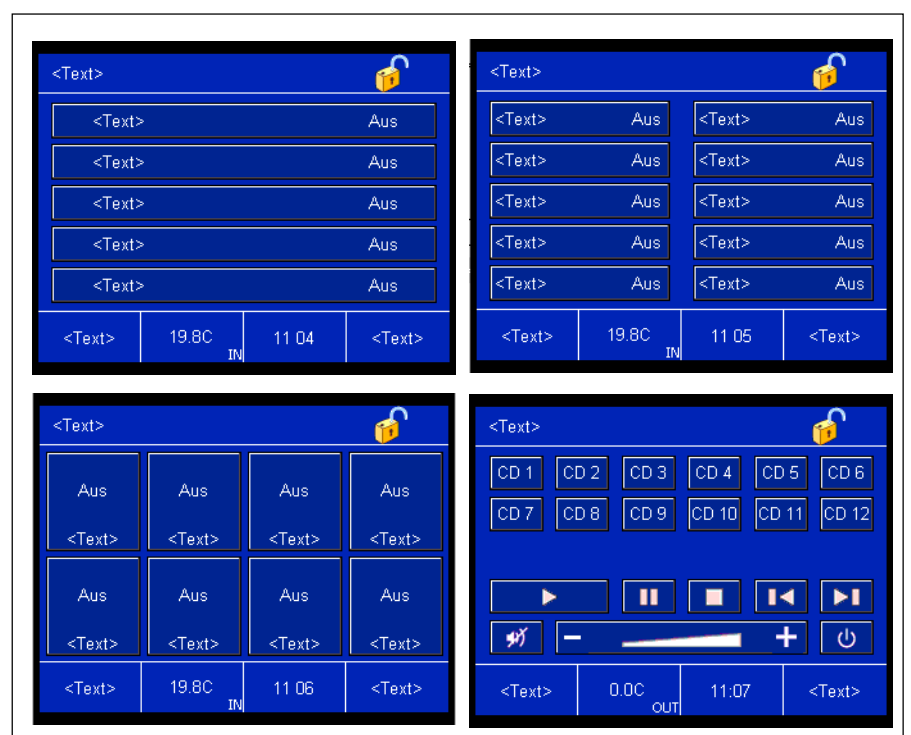 <Text>
<Text> Aus
<Text> Aus
<Text> Aus
<Text> Aus
<Text> Aus
<Text> 19.8C IN 11 04 <Text>
<Text>
<Text> Aus <Text> Aus
<Text> Aus <Text> Aus
<Text> Aus <Text> Aus
<Text> Aus <Text> Aus
<Text> Aus <Text> Aus
<Text> 19.8C IN 11 05 <Text>
<Text>
Aus Aus Aus Aus
<Text> <Text> <Text> <Text>
Aus Aus Aus Aus
<Text> <Text> <Text> <Text>
<Text> 19.8C IN 11 06 <Text>
<Text>
CD 1 CD 2 CD 3 CD 4 CD 5 CD 6
CD 7 CD 8 CD 9 CD 10 CD 11 CD 12
<Text> 0.0C OUT 11:07 <Text>